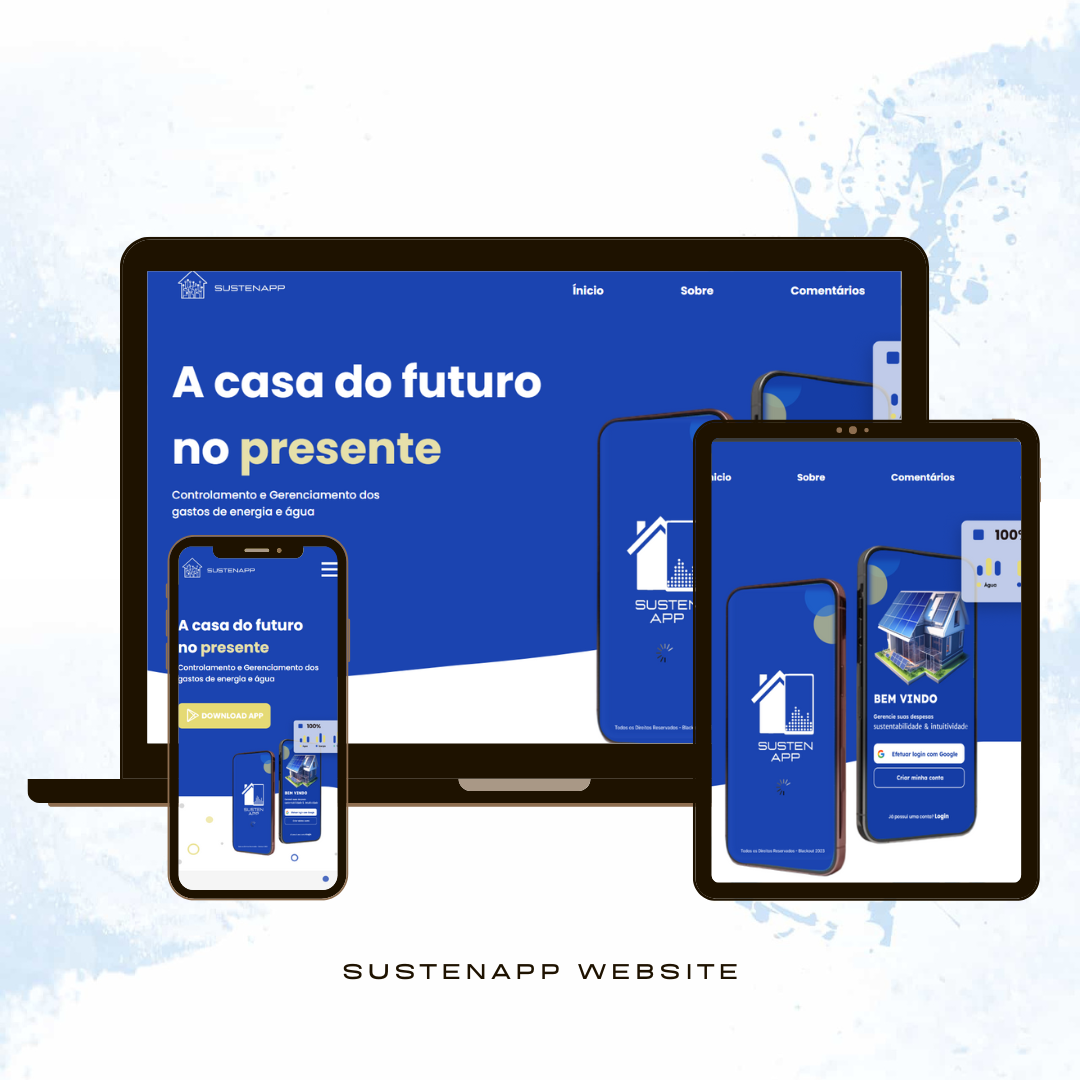 SUSTENAPP
Ínicio Sobre Comentários
A casa do futuro
no presente
Controlamento e Gerenciamento dos
gastos de energia e água
SUSTEN
APP
Todos os Direitos Reservados - Black
nicio Sobre Comentários
100%
Água
SUSTEN
APP
Todos os Direitos Reservados - Blackout 2023
BEM VINDO
Gerencie suas despesas
sustentabilidade & intuitividade
Efetuar login com Google
Criar minha conta
Já possui uma conta? Login
SUSTENAPP
A casa do futuro
no presente
Controlamento e Gerenciamento dos
gastos de energia e água
DOWNLOAD APP
100%
SUSTEN
APP
BEM VINDO
SUSTENAPP WEBSITE